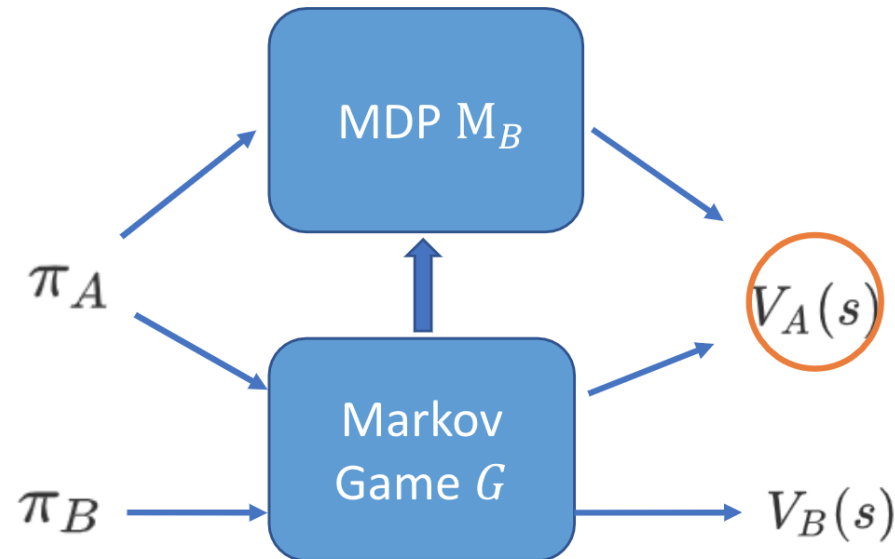 MDP M_B
π_A
V_A(s)
Markov
Game G
π_B
V_B(s)